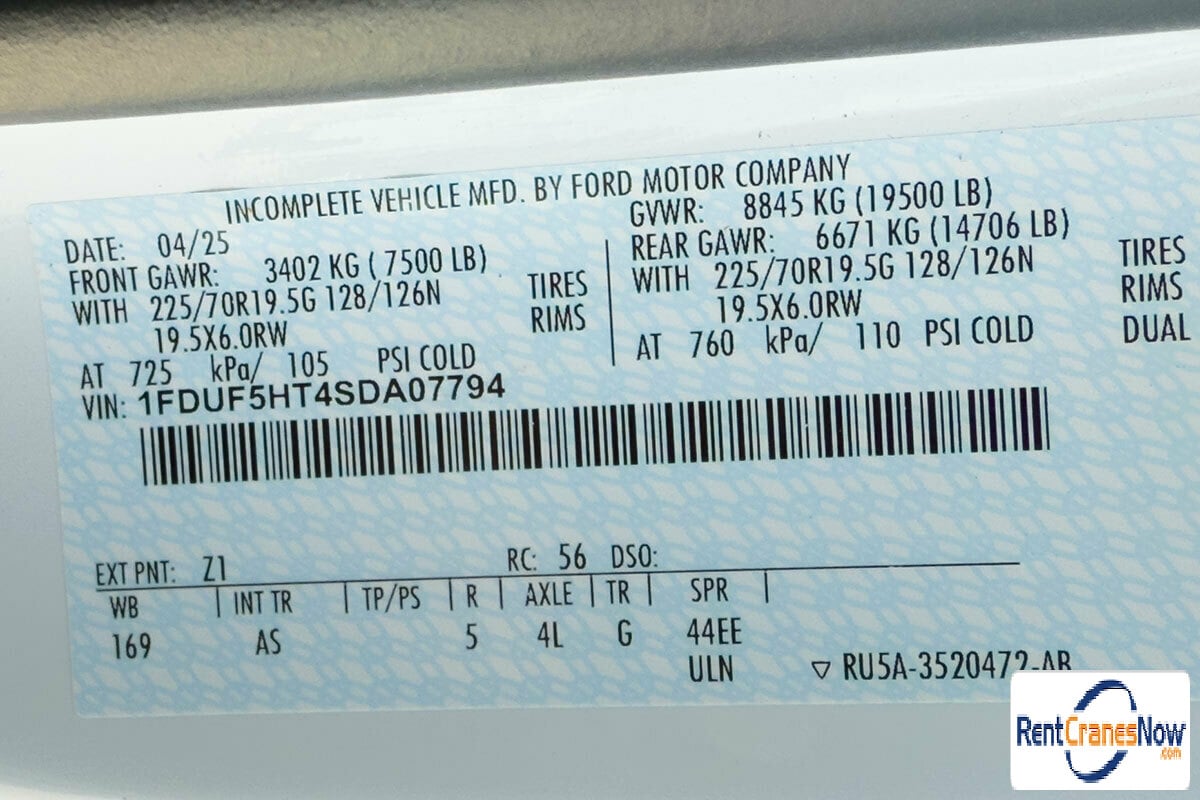 INCOMPLETE VEHICLE MFD. BY FORD MOTOR COMPANY
DATE: 04/25
GVWR: 8845 KG (19500 LB)
FRONT GAWR: 3402 KG ( 7500 LB)
REAR GAWR: 6671 KG (14706 LB)
WITH 225/70R19.5G 128/126N TIRES
WITH 225/70R19.5G 128/126N TIRES
19.5X6.0RW RIMS
19.5X6.0RW RIMS
AT 725 kPa/ 105 PSI COLD
AT 760 kPa/ 110 PSI COLD DUAL
VIN: 1FDUF5HT4SDA07794
EXT PNT: Z1 RC: 56 DSO:
WB | INT TR | TP/PS | R | AXLE | TR | SPR |
169 AS 5 4L G 44EE
ULN ▽ RU5A-3520472-AB
RentCranesNow
.com